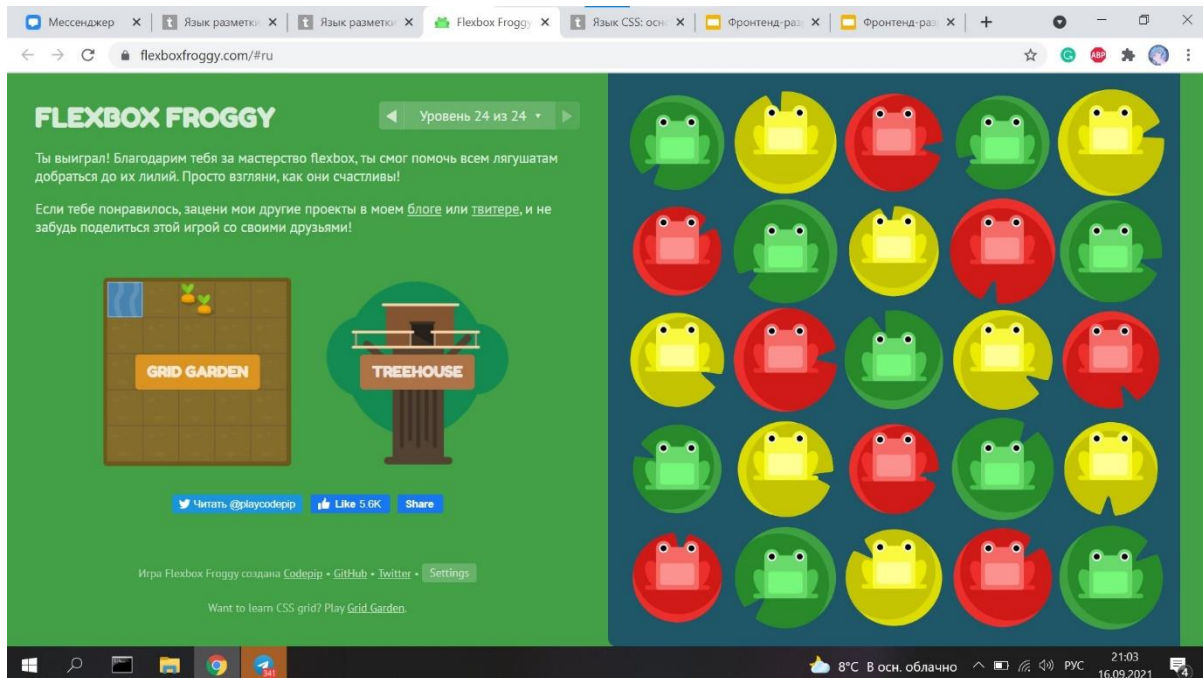 Мессенджер
Язык разметки
Язык разметки
Flexbox Froggy
Язык CSS: осн
Фронтенд-раз
Фронтенд-раз
flexboxfroggy.com/#ru
ABP
FLEXBOX FROGGY
Уровень 24 из 24
Ты выиграл! Благодарим тебя за мастерство flexbox, ты смог помочь всем лягушатам
добраться до их лилий. Просто взгляни, как они счастливы!
Если тебе понравилось, зацени мои другие проекты в моем блоге или твитере, и не
забудь поделиться этой игрой со своими друзьями!
GRID GARDEN
TREEHOUSE
Читать @playcodepip
Like 5.6K
Share
Игра Flexbox Froggy создана Codepip • GitHub • Twitter • Settings
Want to learn CSS grid? Play Grid Garden.
341
8°C В осн. облачно
РУС
21:03
16.09.2021
4